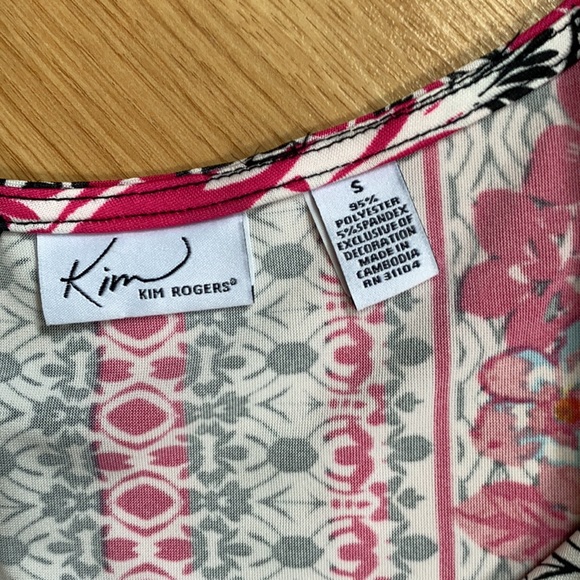 Kim
KIM ROGERS®
S
95%
POLYESTER
5% SPANDEX
EXCLUSIVE OF
DECORATION
MADE IN
CAMBODIA
RN 31104